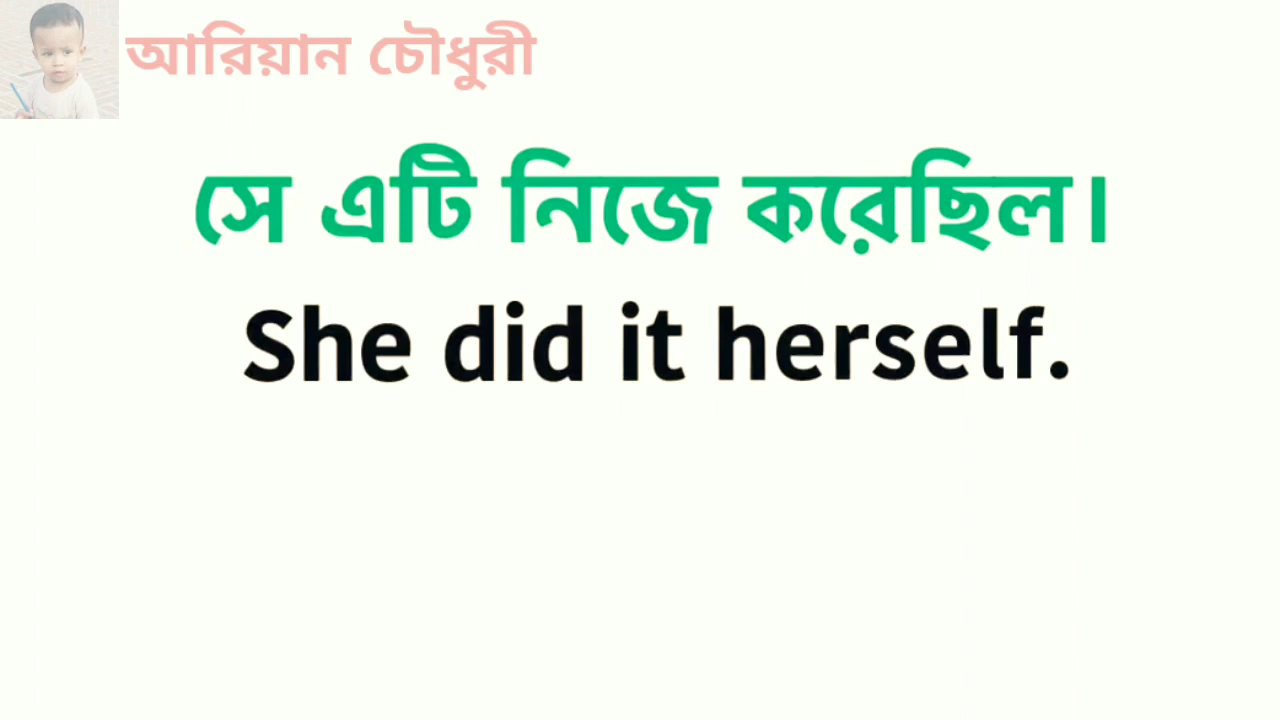 আরিয়ান চৌধুরী
সে এটি নিজে করেছিল।
She did it herself.